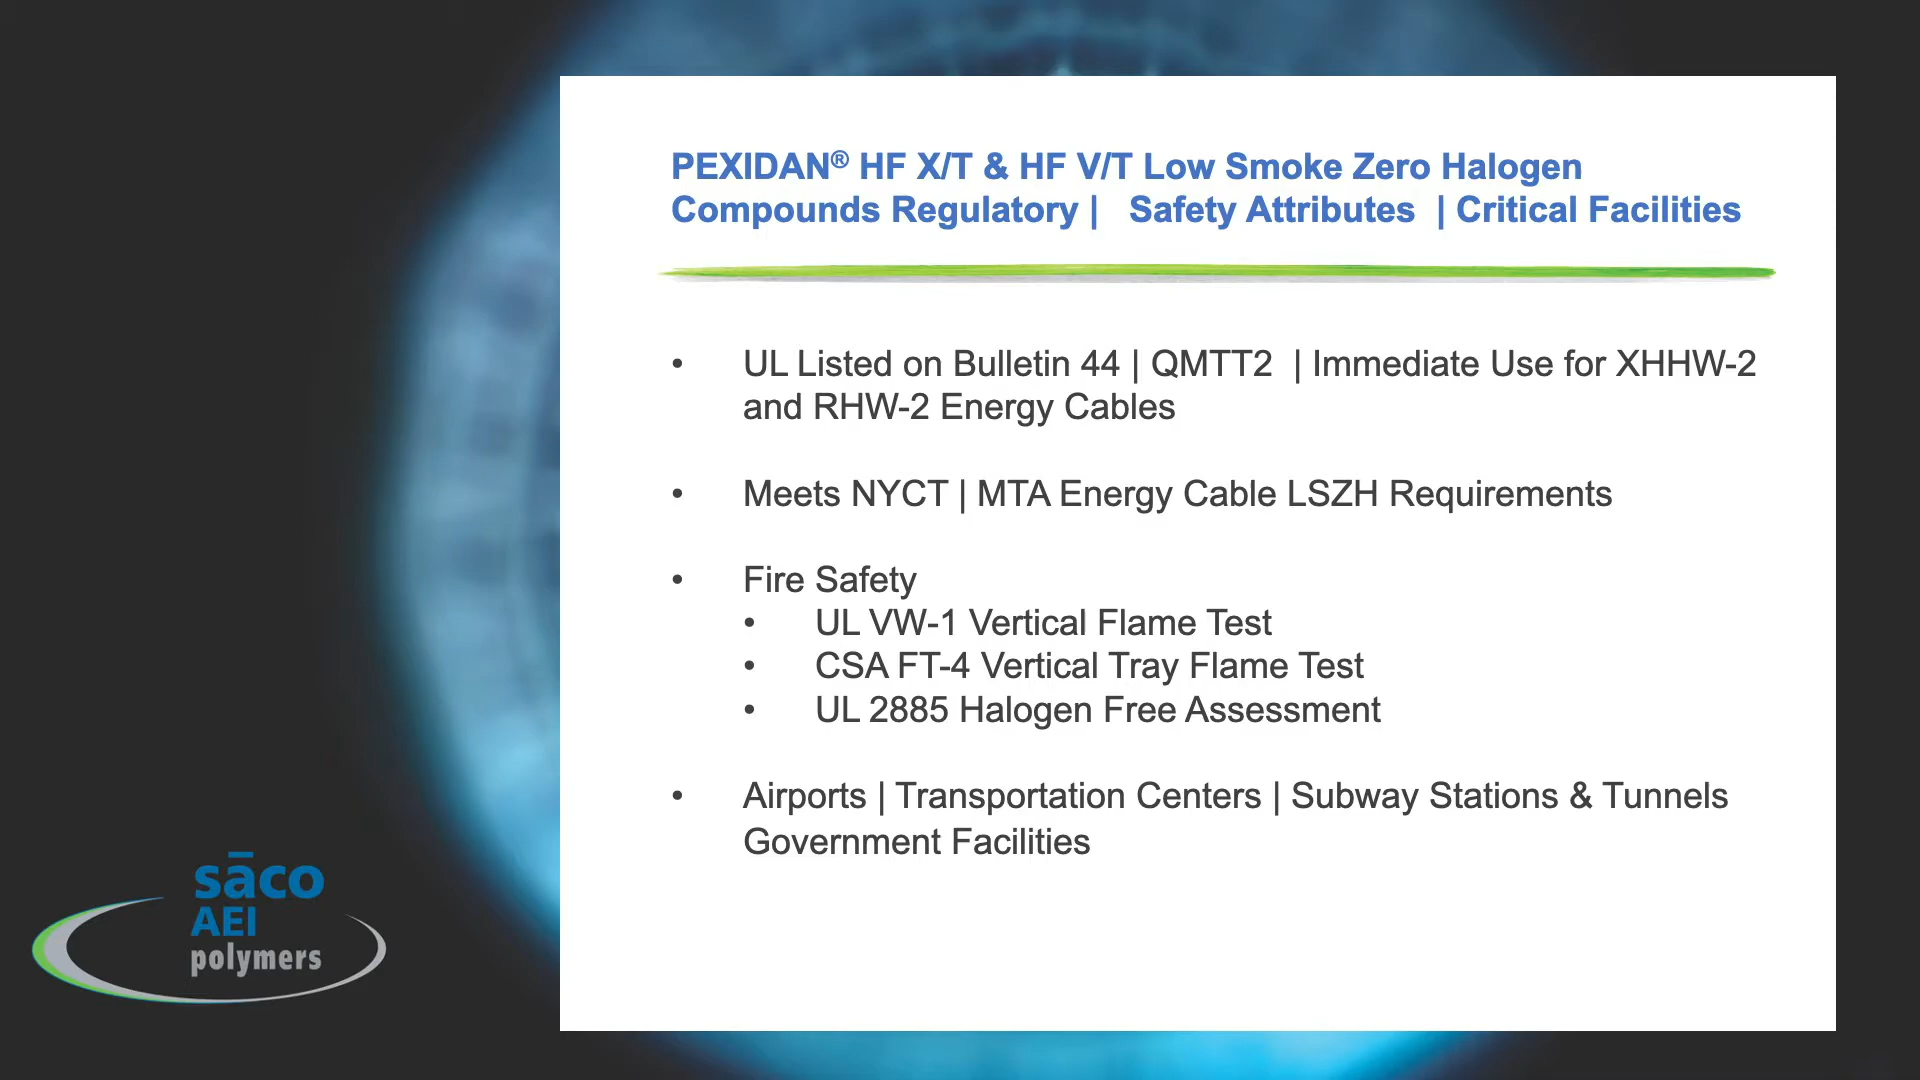 PEXIDAN® HF X/T & HF V/T Low Smoke Zero Halogen
Compounds Regulatory | Safety Attributes | Critical Facilities
• UL Listed on Bulletin 44 | QMTT2 | Immediate Use for XHHW-2
and RHW-2 Energy Cables
• Meets NYCT | MTA Energy Cable LSZH Requirements
• Fire Safety
• UL VW-1 Vertical Flame Test
• CSA FT-4 Vertical Tray Flame Test
• UL 2885 Halogen Free Assessment
• Airports | Transportation Centers | Subway Stations & Tunnels
Government Facilities
sāco
AEI
polymers